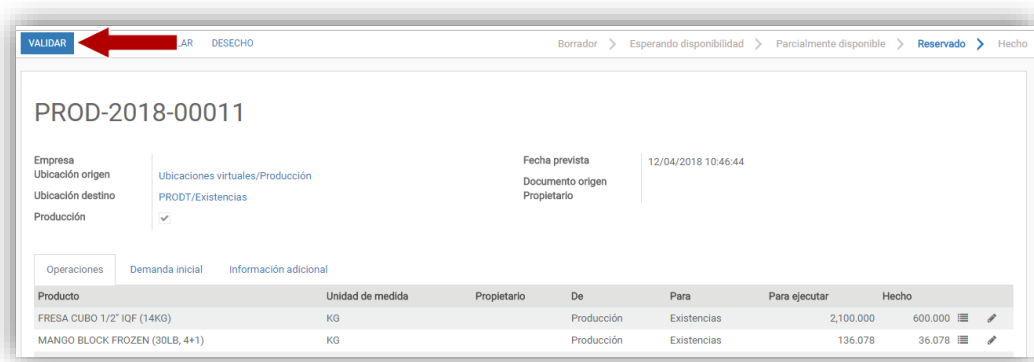 VALIDAR LAR DESECHO Borrador Esperando disponibilidad Parcialmente disponible Reservado Hecho
PROD-2018-00011
Empresa Fecha prevista 12/04/2018 10:46:44
Ubicación origen Ubicaciones virtuales/Producción
Documento origen
Ubicación destino PRODT/Existencias Propietario
Producción
Operaciones Demanda inicial Información adicional
Producto Unidad de medida Propietario De Para Para ejecutar Hecho
FRESA CUBO 1/2" IQF (14KG) KG Producción Existencias 2,100.000 600.000
MANGO BLOCK FROZEN (30LB, 4+1) KG Producción Existencias 136.078 36.078